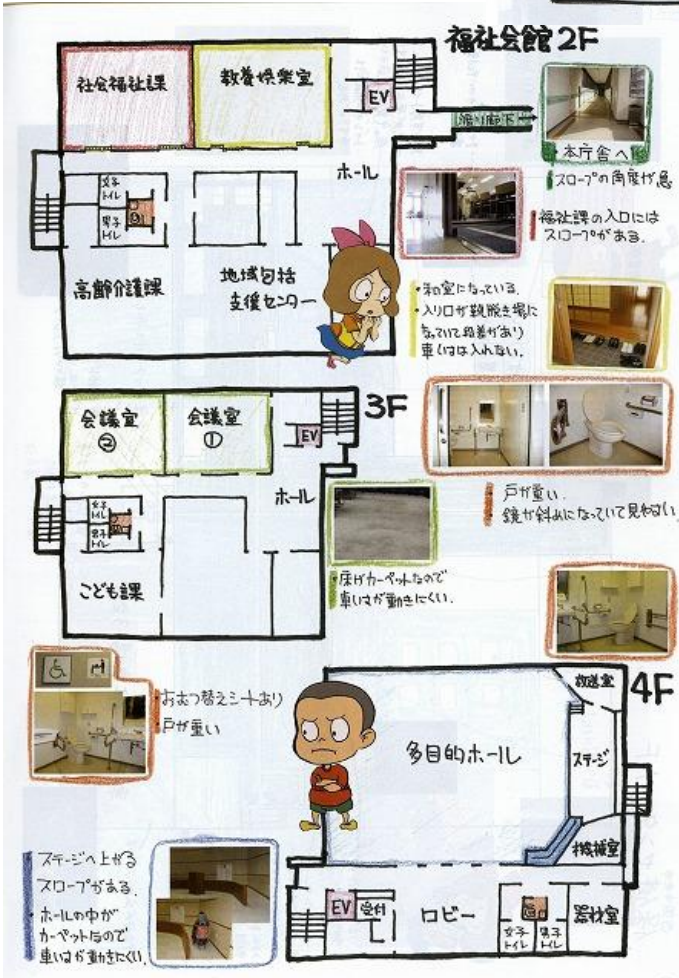 福祉会館2F
社会福祉課
教養娯楽室
EV
渡り廊下
本庁舎へ
スロープの角度が急
ホール
女子
トイレ
男子
トイレ
福祉課の入口には
スロープがある.
高齢介護課
地域包括
支援センター
・和室になっている.
・入り口が靴脱き場に
なっていて段差があり
車いすは入れない.
3F
会議室
②
会議室
①
EV
ホール
女子
トイレ
男子
トイレ
こども課
戸が重い.
鏡が斜めになっていて見えない.
・床がカーペットなので
車いすが動きにくい.
・おむつ替えシートあり
・戸が重い
4F
放送室
多目的ホール
ステージ
機械室
EV
受付
ロビー
女子
トイレ
男子
トイレ
器材室
ステージへ上がる
スロープがある.
・ホールの中が
カーペットなので
車いすが動きにくい.